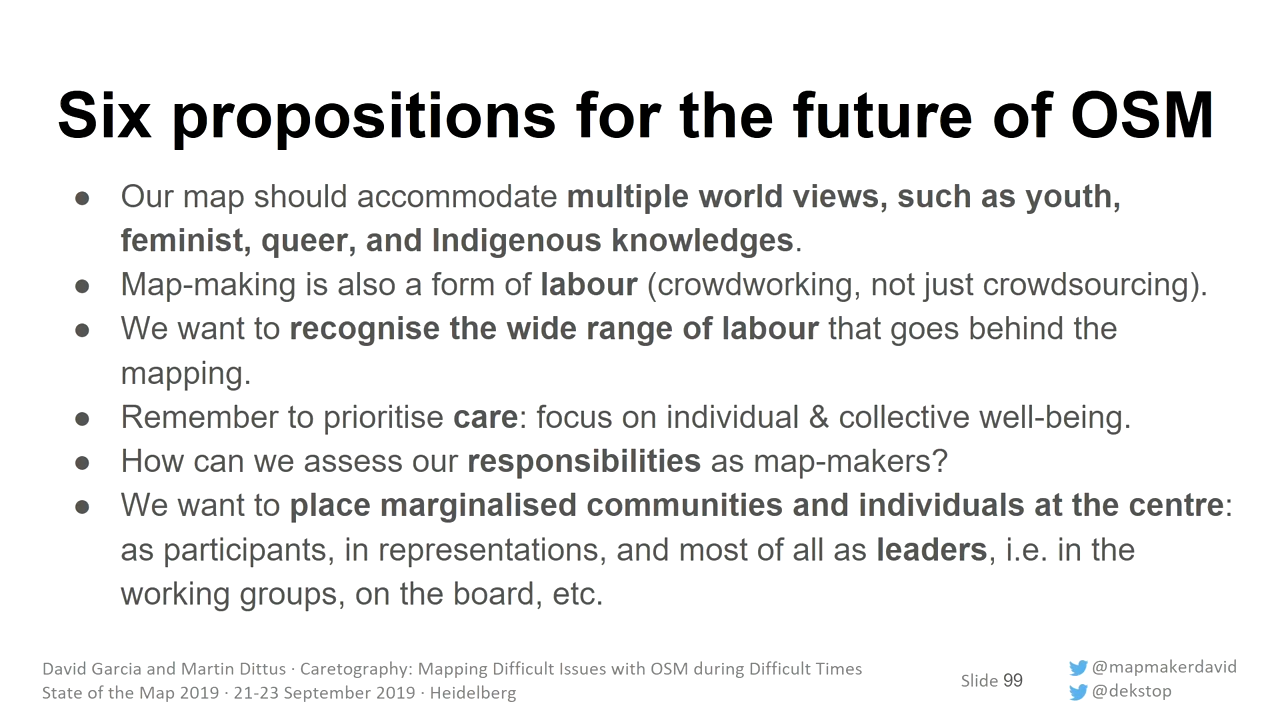 Six propositions for the future of OSM
● Our map should accommodate multiple world views, such as youth,
feminist, queer, and Indigenous knowledges.
● Map-making is also a form of labour (crowdworking, not just crowdsourcing).
● We want to recognise the wide range of labour that goes behind the
mapping.
● Remember to prioritise care: focus on individual & collective well-being.
● How can we assess our responsibilities as map-makers?
● We want to place marginalised communities and individuals at the centre:
as participants, in representations, and most of all as leaders, i.e. in the
working groups, on the board, etc.
David Garcia and Martin Dittus · Caretography: Mapping Difficult Issues with OSM during Difficult Times
State of the Map 2019 · 21-23 September 2019 · Heidelberg
Slide 99
@mapmakerdavid
@dekstop